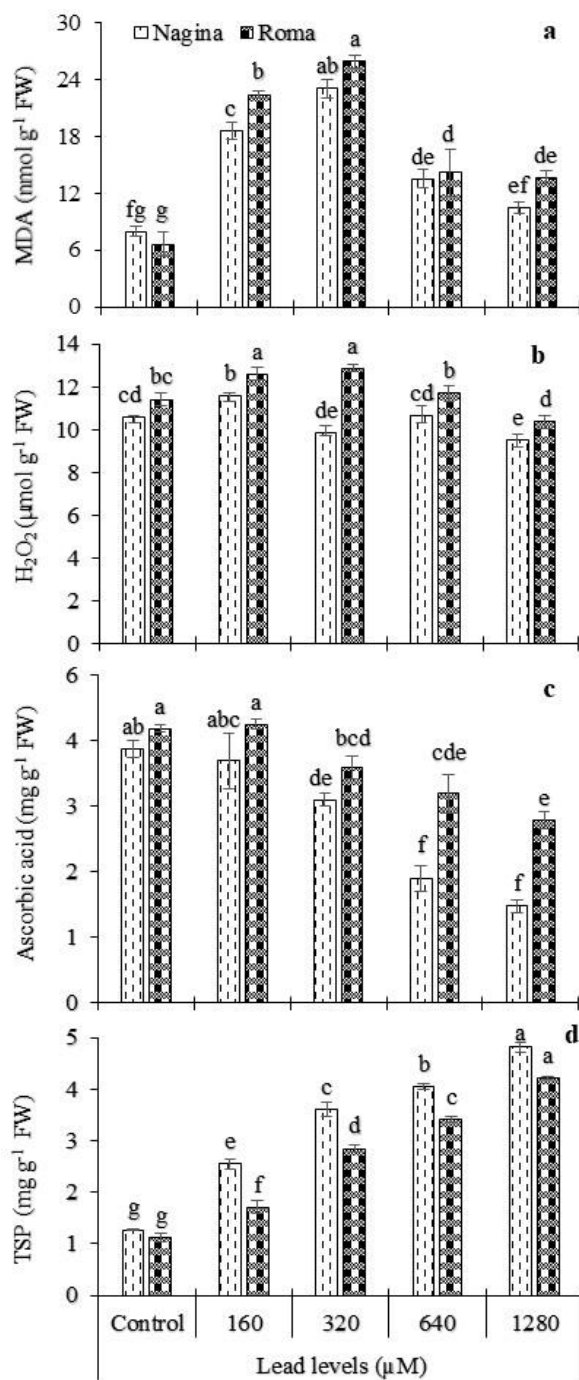 Nagina Roma a
MDA (nmol g⁻¹ FW)
30
24
18
12
6
0
fg g c b ab a de d ef de
b
H₂O₂ (µmol g⁻¹ FW)
14
12
10
8
6
4
2
0
cd bc b a de a cd b e d
c
Ascorbic acid (mg g⁻¹ FW)
6
5
4
3
2
1
0
ab a abc a de bcd f cde f e
d
TSP (mg g⁻¹ FW)
5
4
3
2
1
0
g g e f c d b c a a
Control 160 320 640 1280
Lead levels (µM)